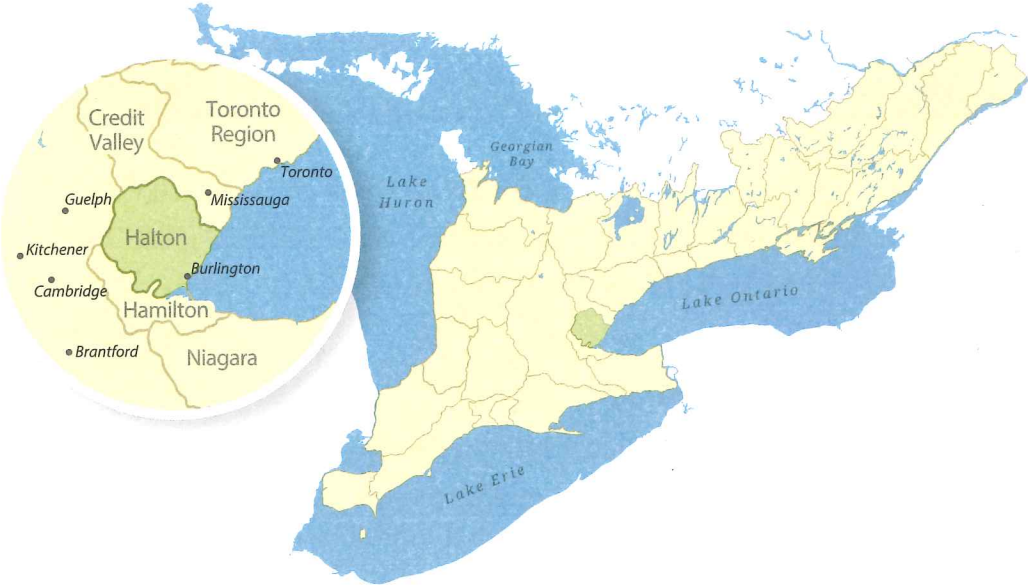 Credit
Valley
Toronto
Region
Toronto
Guelph
Mississauga
Halton
Kitchener
Burlington
Cambridge
Hamilton
Brantford
Niagara
Georgian
Bay
Lake
Huron
Lake Ontario
Lake Erie